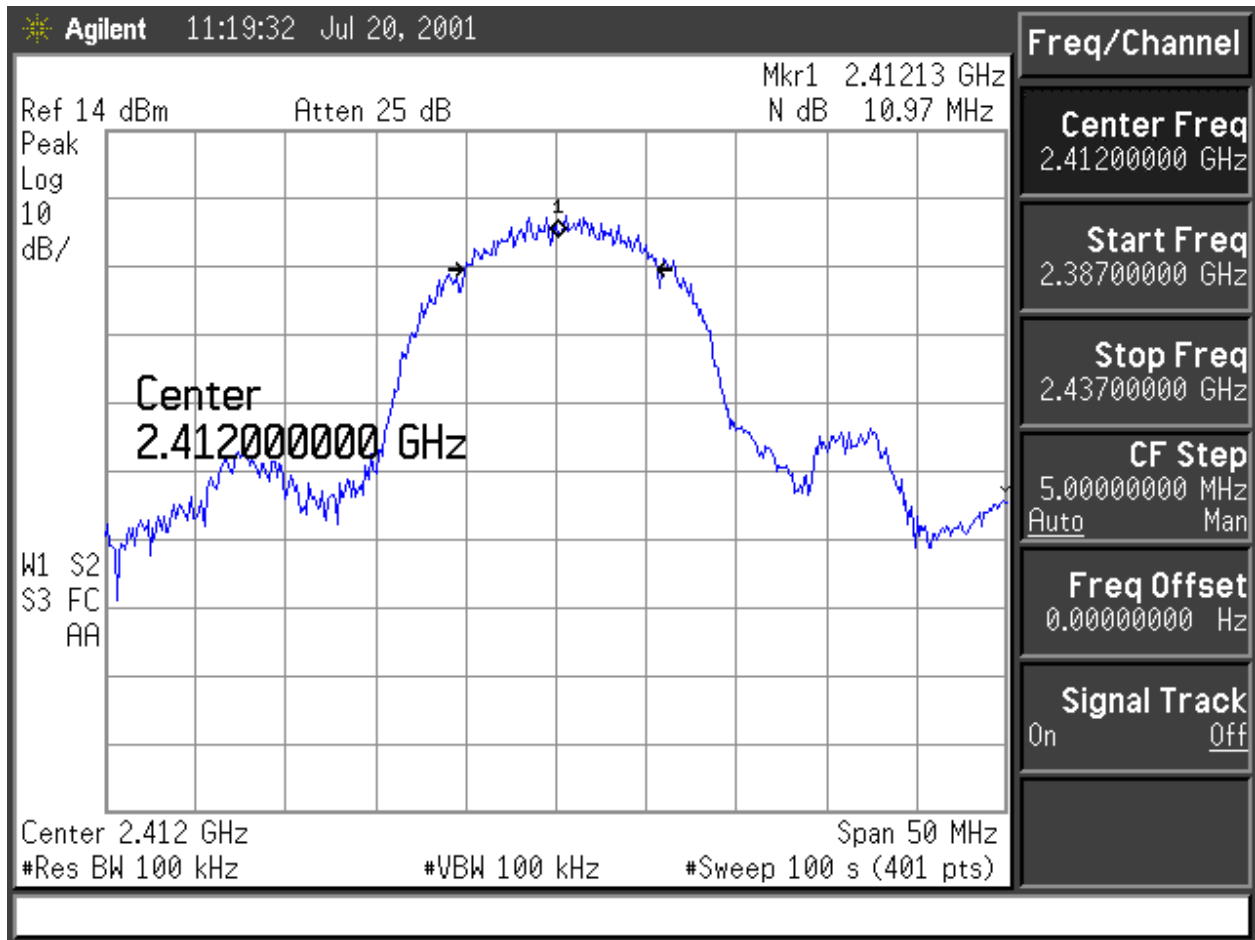 Agilent 11:19:32 Jul 20, 2001
Mkr1 2.41213 GHz
Ref 14 dBm Atten 25 dB N dB 10.97 MHz
Peak
Log
10
dB/
1
Center
2.412000000 GHz
W1 S2
S3 FC
AA
Center 2.412 GHz Span 50 MHz
#Res BW 100 kHz #VBW 100 kHz #Sweep 100 s (401 pts)
Freq/Channel
Center Freq
2.41200000 GHz
Start Freq
2.38700000 GHz
Stop Freq
2.43700000 GHz
CF Step
5.00000000 MHz
Auto Man
Freq Offset
0.00000000 Hz
Signal Track
On Off